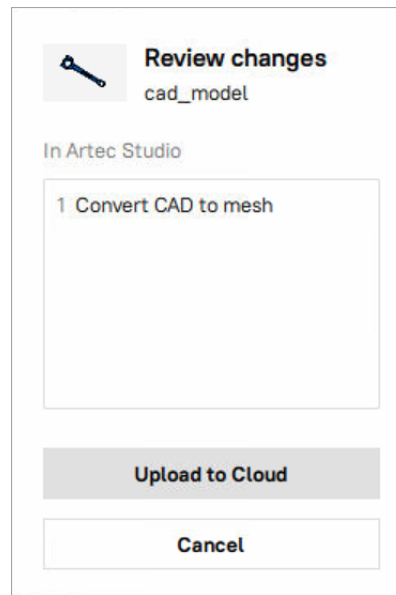 Review changes
cad_model
In Artec Studio
1 Convert CAD to mesh
Upload to Cloud
Cancel